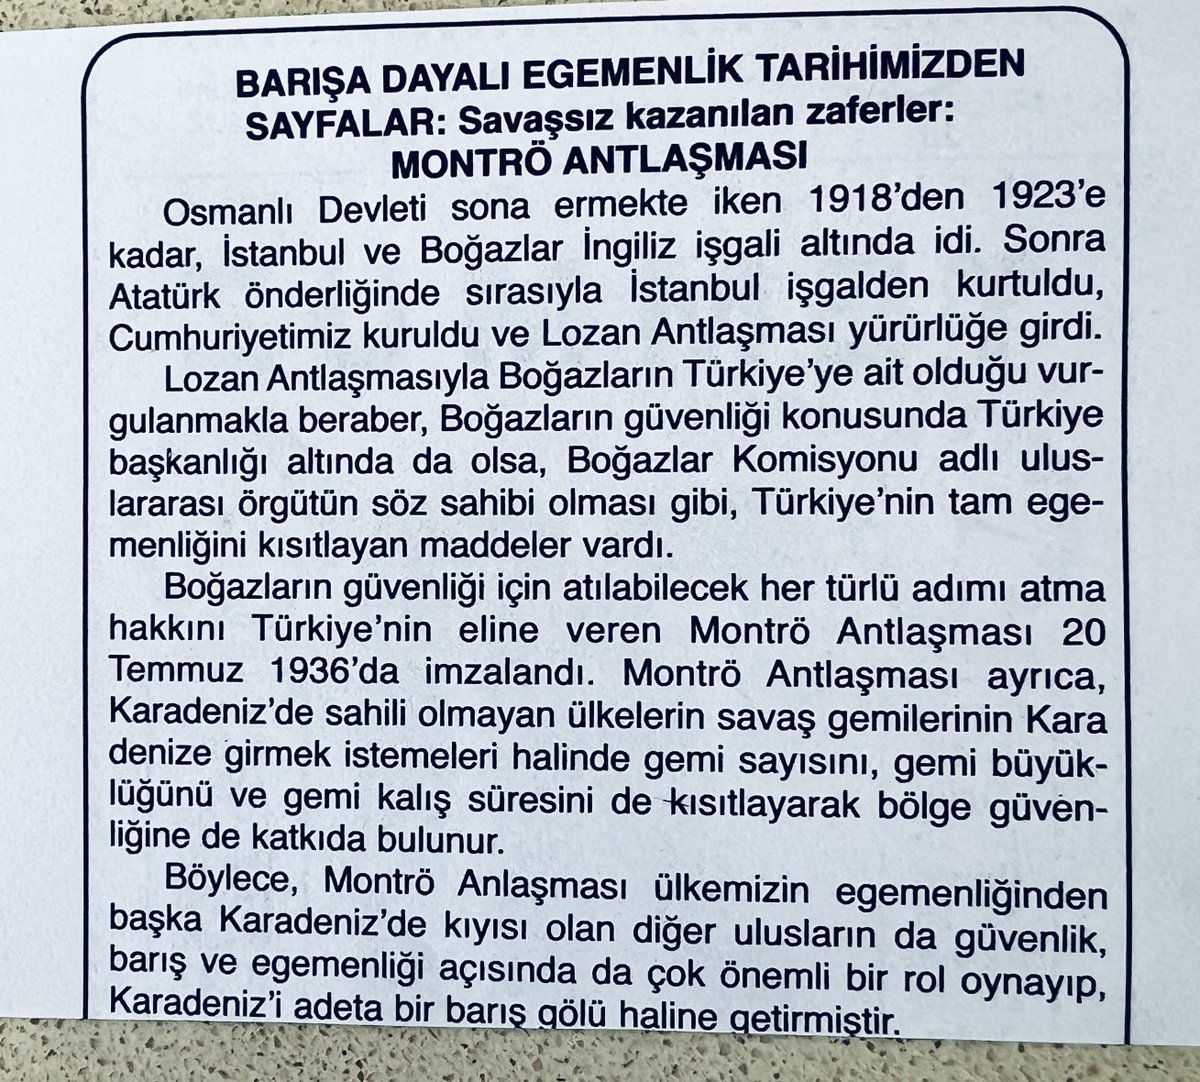 BARIŞA DAYALI EGEMENLİK TARİHİMİZDEN
SAYFALAR: Savaşsız kazanılan zaferler:
MONTRÖ ANTLAŞMASI
Osmanlı Devleti sona ermekte iken 1918’den 1923’e
kadar, İstanbul ve Boğazlar İngiliz işgali altında idi. Sonra
Atatürk önderliğinde sırasıyla İstanbul işgalden kurtuldu,
Cumhuriyetimiz kuruldu ve Lozan Antlaşması yürürlüğe girdi.
Lozan Antlaşmasıyla Boğazların Türkiye’ye ait olduğu vur-
gulanmakla beraber, Boğazların güvenliği konusunda Türkiye
başkanlığı altında da olsa, Boğazlar Komisyonu adlı ulus-
lararası örgütün söz sahibi olması gibi, Türkiye’nin tam ege-
menliğini kısıtlayan maddeler vardı.
Boğazların güvenliği için atılabilecek her türlü adımı atma
hakkını Türkiye’nin eline veren Montrö Antlaşması 20
Temmuz 1936’da imzalandı. Montrö Antlaşması ayrıca,
Karadeniz’de sahili olmayan ülkelerin savaş gemilerinin Kara
denize girmek istemeleri halinde gemi sayısını, gemi büyük-
lüğünü ve gemi kalış süresini de kısıtlayarak bölge güven-
liğine de katkıda bulunur.
Böylece, Montrö Anlaşması ülkemizin egemenliğinden
başka Karadeniz’de kıyısı olan diğer ulusların da güvenlik,
barış ve egemenliği açısında da çok önemli bir rol oynayıp,
Karadeniz’i adeta bir barış gölü haline getirmiştir.